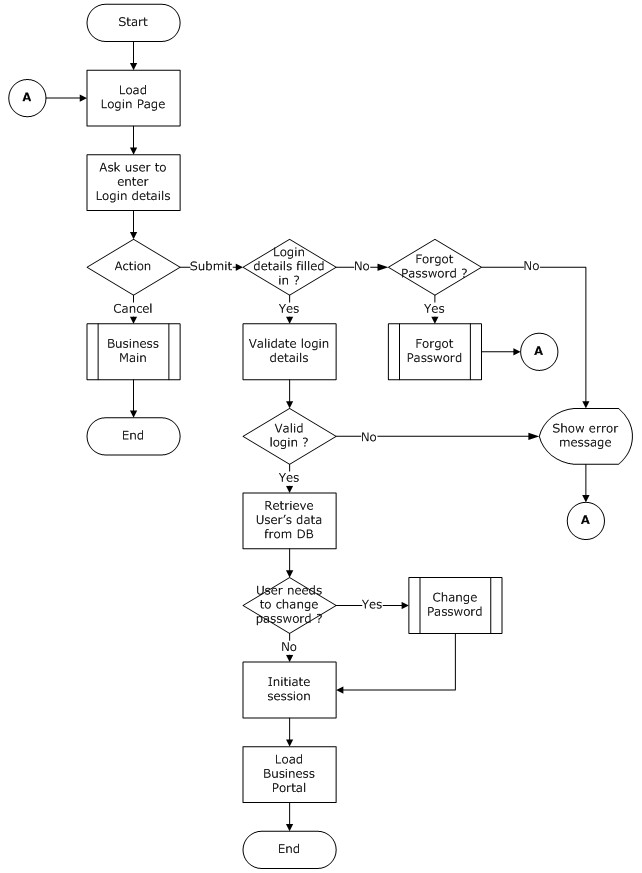 Start
A
Load
Login Page
Ask user to
enter
Login details
Action
Submit
Login
details filled
in ?
No
Forgot
Password ?
No
Cancel
Yes
Yes
Business
Main
Validate login
details
Forgot
Password
A
End
Valid
login ?
No
Show error
message
Yes
Retrieve
User's data
from DB
A
User needs
to change
password ?
Yes
Change
Password
No
Initiate
session
Load
Business
Portal
End